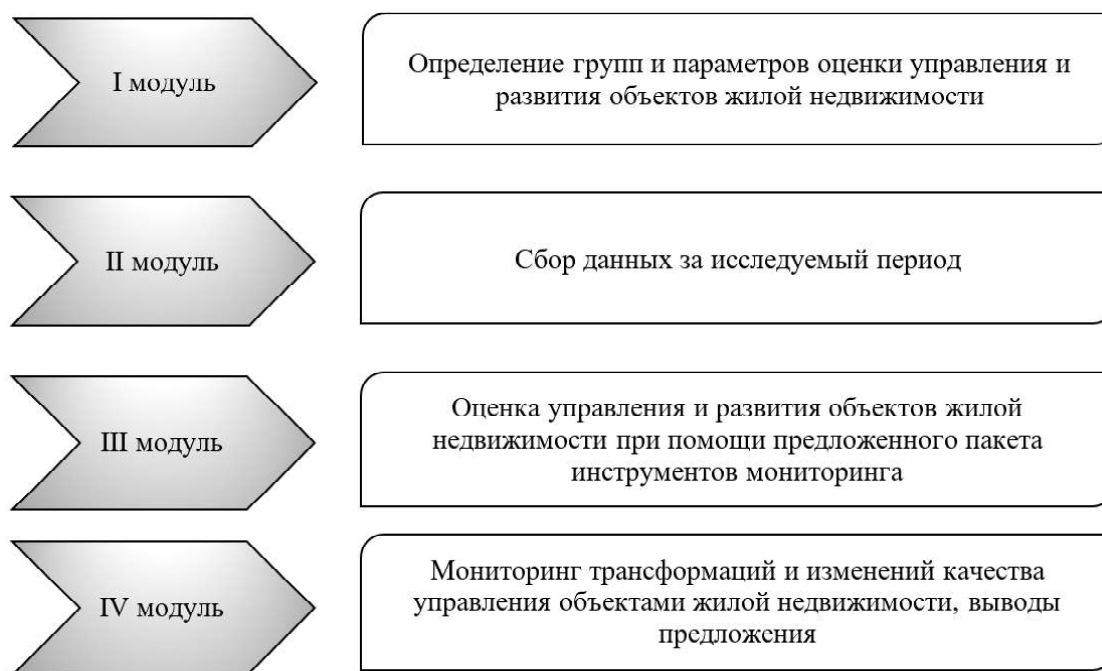 I модуль
Определение групп и параметров оценки управления и
развития объектов жилой недвижимости
II модуль
Сбор данных за исследуемый период
III модуль
Оценка управления и развития объектов жилой
недвижимости при помощи предложенного пакета
инструментов мониторинга
IV модуль
Мониторинг трансформаций и изменений качества
управления объектами жилой недвижимости, выводы
предложения